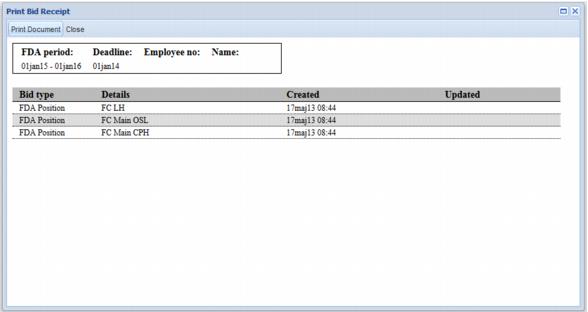 Print Bid Receipt
Print Document Close
FDA period: Deadline: Employee no: Name:
01jan15 - 01jan16 01jan14
Bid type Details Created Updated
FDA Position FC LH 17maj13 08:44
FDA Position FC Main OSL 17maj13 08:44
FDA Position FC Main CPH 17maj13 08:44